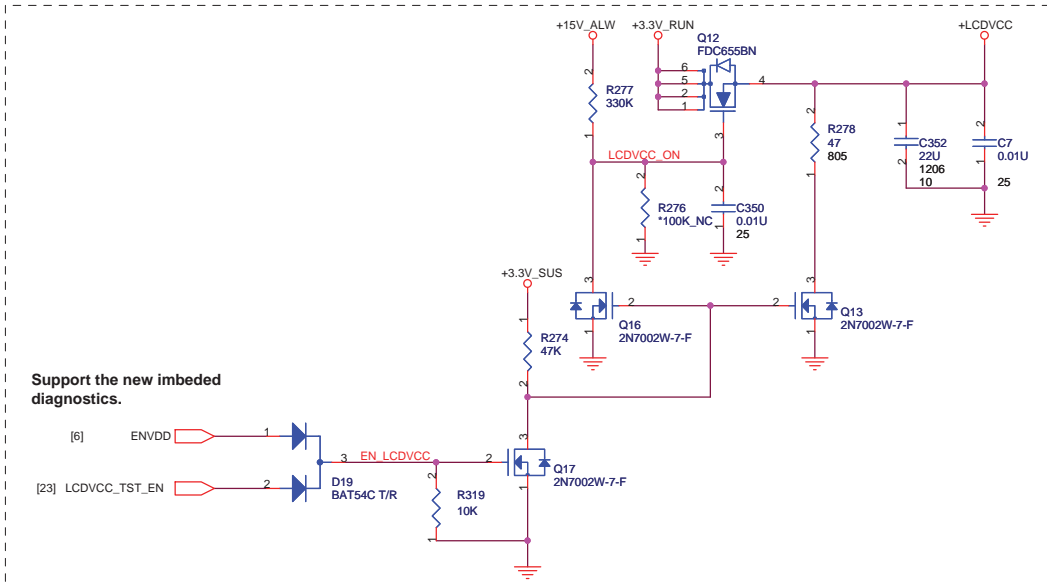 +15V_ALW
+3.3V_RUN
+LCDVCC
Q12
FDC655BN
6
5
2
1
4
3
2
R277
330K
1
LCDVCC_ON
2
R276
*100K_NC
1
2
C350
0.01U
25
1
2
R278
47
805
1
1
C352
22U
1206
10
2
2
C7
0.01U
25
1
+3.3V_SUS
1
R274
47K
2
3
2
Q16
2N7002W-7-F
1
3
2
Q13
2N7002W-7-F
1
Support the new imbeded
diagnostics.
[6] ENVDD
1
[23] LCDVCC_TST_EN
2
3
D19
BAT54C T/R
EN_LCDVCC
2
R319
10K
1
3
2
Q17
2N7002W-7-F
1